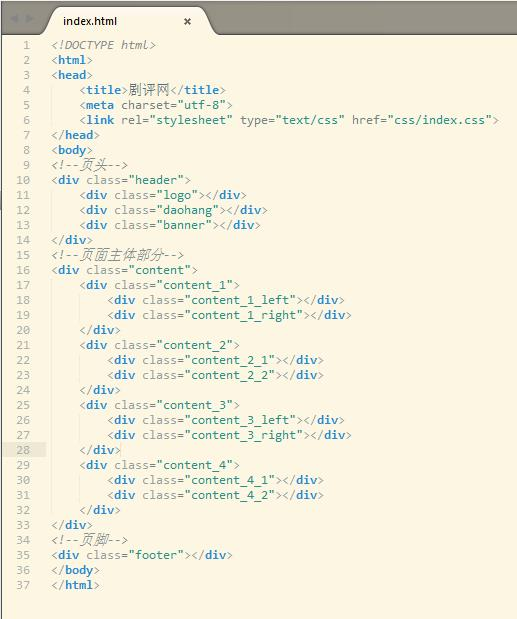 index.html ×
1 <!DOCTYPE html>
2 <html>
3 <head>
4     <title>剧评网</title>
5     <meta charset="utf-8">
6     <link rel="stylesheet" type="text/css" href="css/index.css">
7 </head>
8 <body>
9 <!--页头-->
10 <div class="header">
11     <div class="logo"></div>
12     <div class="daohang"></div>
13     <div class="banner"></div>
14 </div>
15 <!--页面主体部分-->
16 <div class="content">
17     <div class="content_1">
18         <div class="content_1_left"></div>
19         <div class="content_1_right"></div>
20     </div>
21     <div class="content_2">
22         <div class="content_2_1"></div>
23         <div class="content_2_2"></div>
24     </div>
25     <div class="content_3">
26         <div class="content_3_left"></div>
27         <div class="content_3_right"></div>
28     </div>
29     <div class="content_4">
30         <div class="content_4_1"></div>
31         <div class="content_4_2"></div>
32     </div>
33 </div>
34 <!--页脚-->
35 <div class="footer"></div>
36 </body>
37 </html>